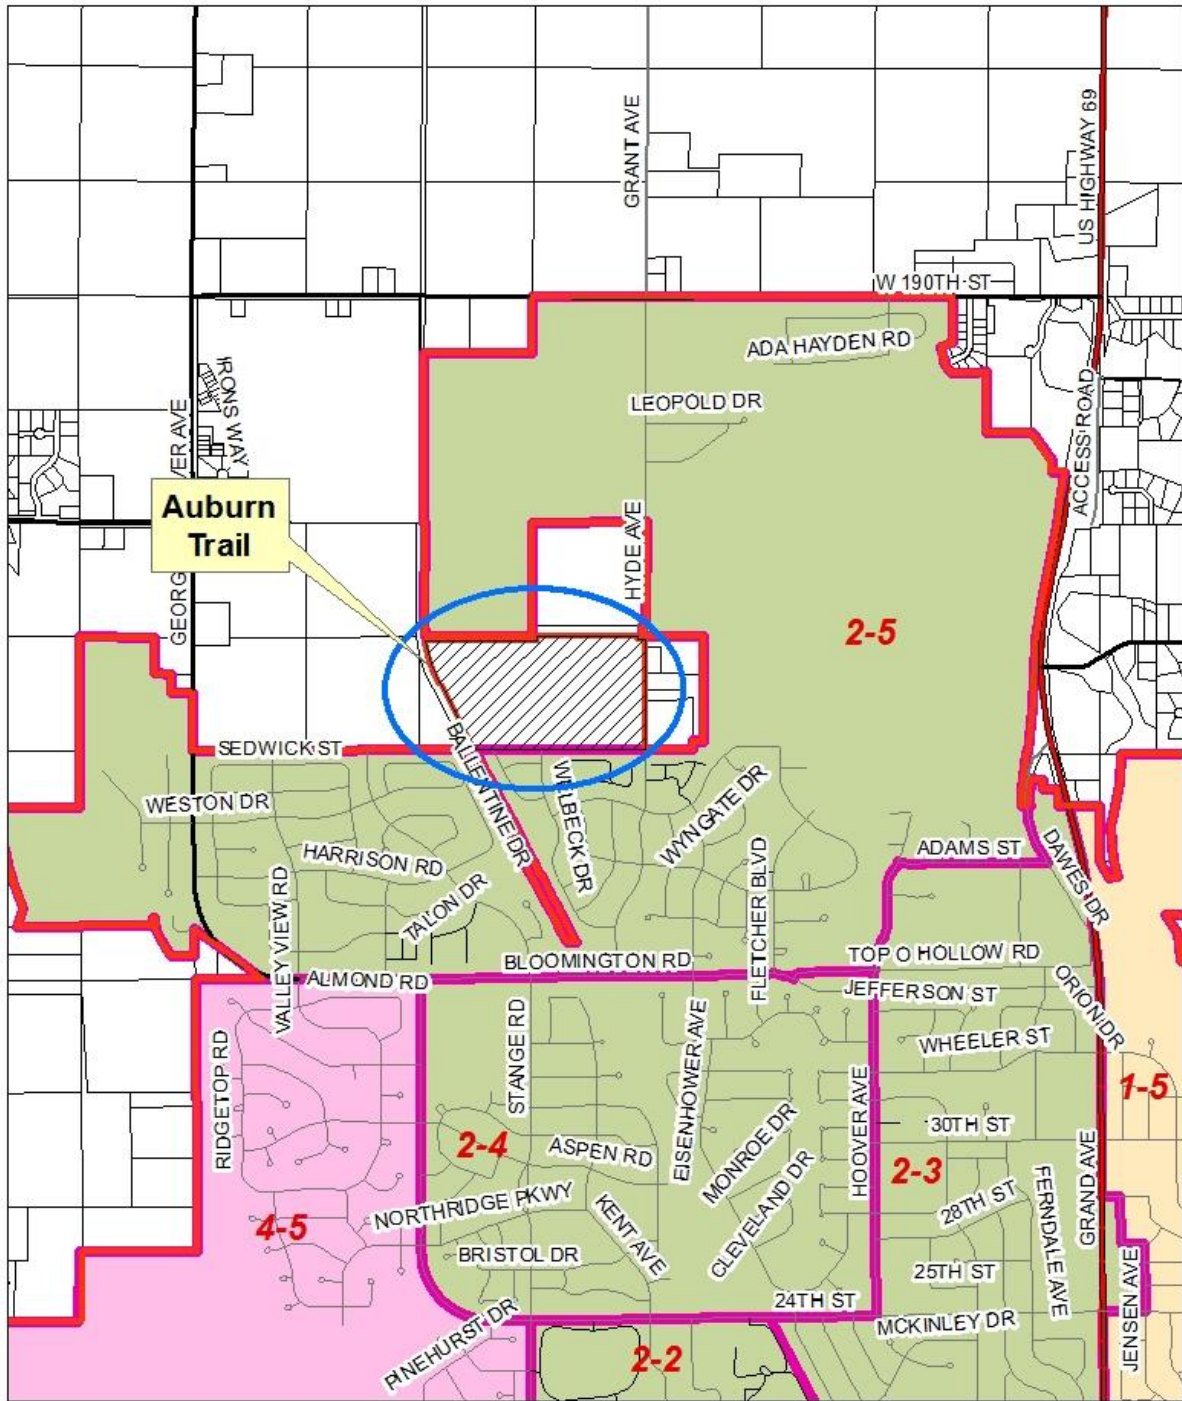 GRANT AVE
US HIGHWAY 69
W 190TH ST
ADA HAYDEN RD
LEOPOLD DR
IRONS WAY
ACCESS ROAD
Auburn
Trail
HYDE AVE
2-5
SEDWICK ST
BALLENTINE DR
WELBECK DR
WYNGATE DR
WESTON DR
HARRISON RD
VALLEY VIEW RD
TALON DR
FLETCHER BLVD
ADAMS ST
DAWES DR
BLOOMINGTON RD
TOP O HOLLOW RD
ALMOND RD
JEFFERSON ST
ORION DR
WHEELER ST
RIDGETOP RD
STANGE RD
EISENHOWER AVE
HOOVER AVE
1-5
2-4
ASPEN RD
MONROE DR
30TH ST
2-3
GRAND AVE
4-5
NORTHRIDGE PKWY
KENT AVE
CLEVELAND DR
28TH ST
FERNDALE AVE
BRISTOL DR
25TH ST
24TH ST
MCKINLEY DR
JENSEN AVE
PINEHURST DR
2-2